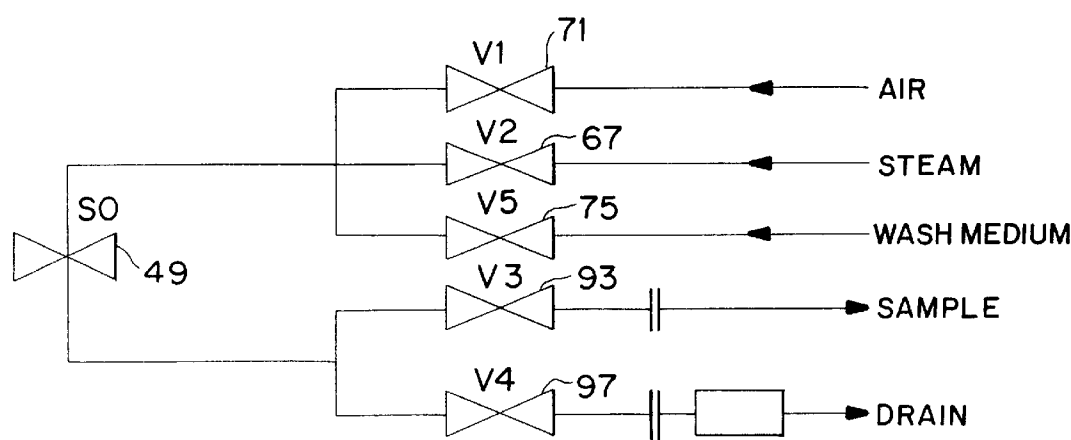 V1 71
AIR
V2 67
STEAM
SO
49
V5 75
WASH MEDIUM
V3 93
SAMPLE
V4 97
DRAIN